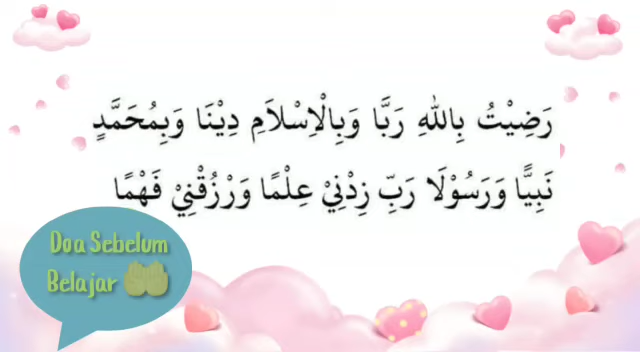 رَضِيْتُ بِاللهِ رَبَّا وَبِالْاِسْلَامِ دِيْنَا وَبِمُحَمَّدٍ
نَبِيًّا وَرَسُوْلَا رَبِّ زِدْنِيْ عِلْمًا وَرْزُقْنِيْ فَهْمًا
Doa Sebelum
Belajar